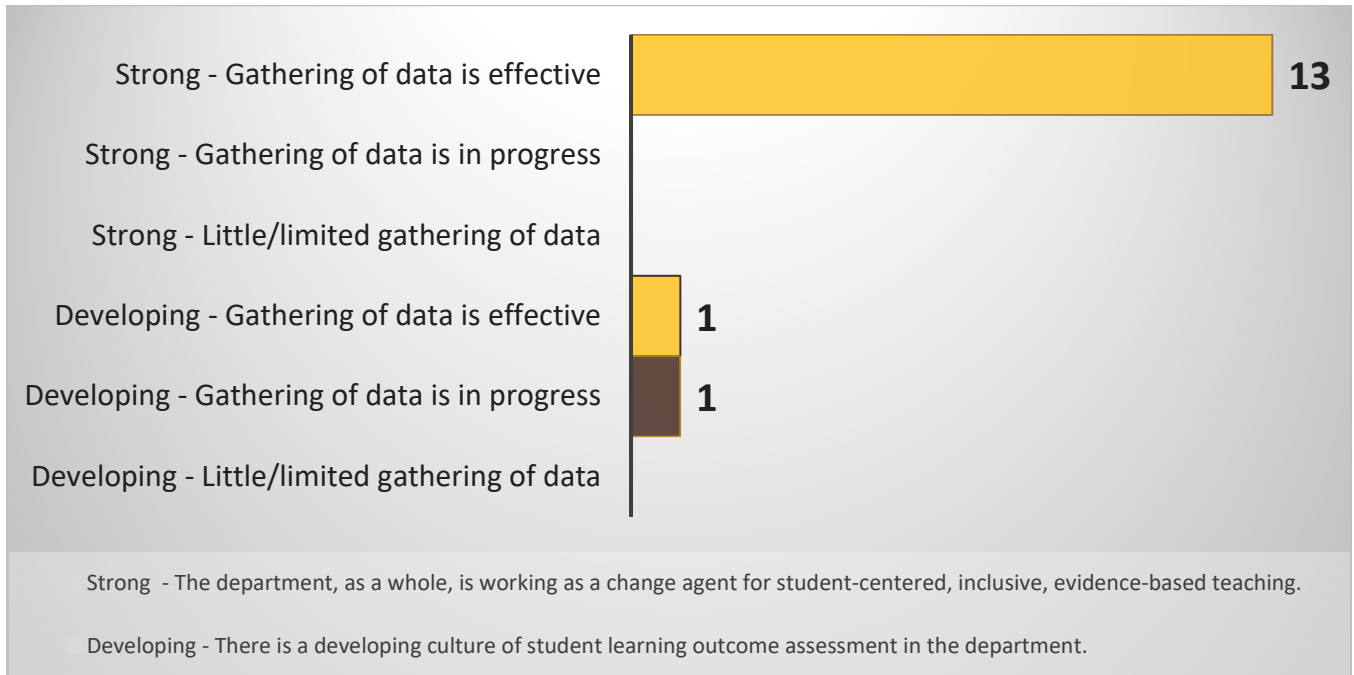 Strong - Gathering of data is effective
13
Strong - Gathering of data is in progress
Strong - Little/limited gathering of data
Developing - Gathering of data is effective
1
Developing - Gathering of data is in progress
1
Developing - Little/limited gathering of data
Strong - The department, as a whole, is working as a change agent for student-centered, inclusive, evidence-based teaching.
Developing - There is a developing culture of student learning outcome assessment in the department.